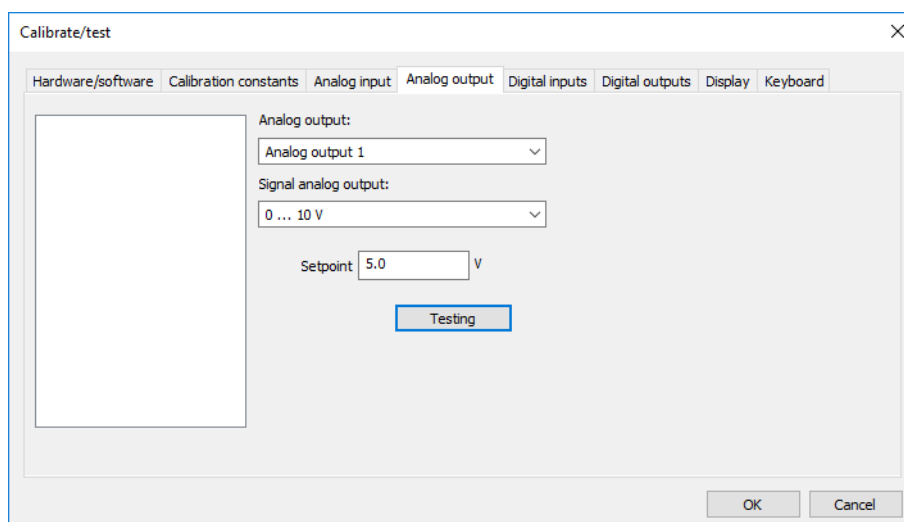 Calibrate/test
Hardware/software Calibration constants Analog input Analog output Digital inputs Digital outputs Display Keyboard
Analog output:
Analog output 1
Signal analog output:
0 ... 10 V
Setpoint 5.0 V
Testing
OK Cancel